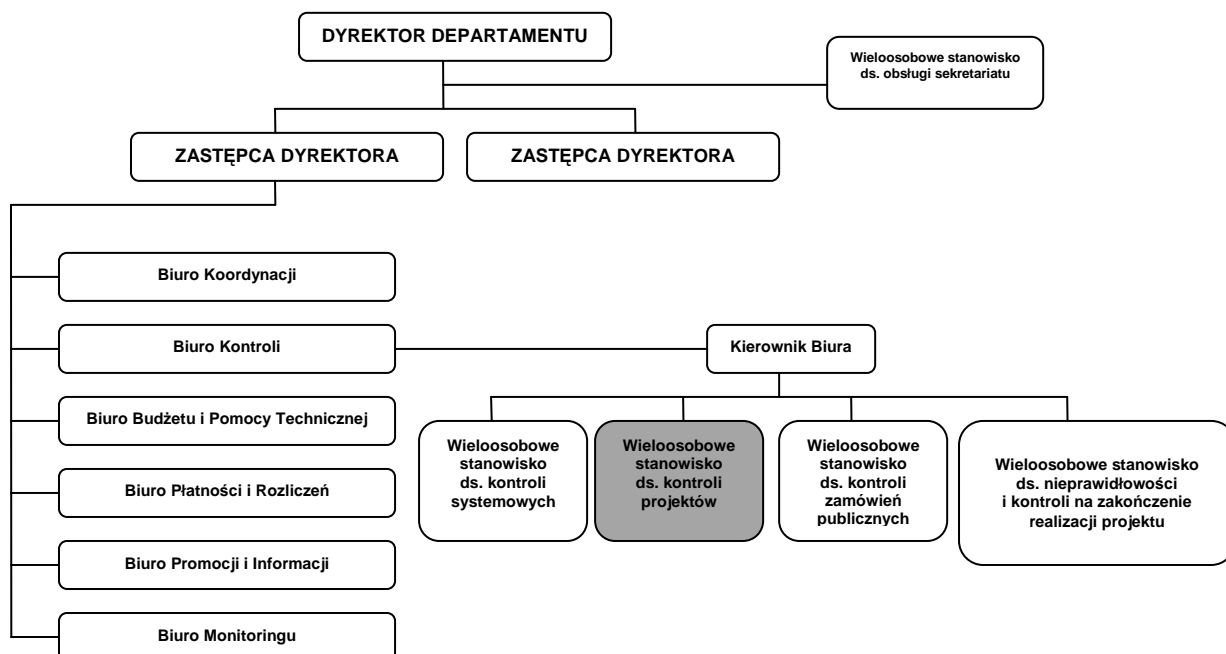 DYREKTOR DEPARTAMENTU
Wieloosobowe stanowisko
ds. obsługi sekretariatu
ZASTĘPCA DYREKTORA
ZASTĘPCA DYREKTORA
Biuro Koordynacji
Biuro Kontroli
Kierownik Biura
Biuro Budżetu i Pomocy Technicznej
Wieloosobowe
stanowisko
ds. kontroli
systemowych
Wieloosobowe
stanowisko
ds. kontroli
projektów
Wieloosobowe
stanowisko
ds. kontroli
zamówień
publicznych
Wieloosobowe stanowisko
ds. nieprawidłowości
i kontroli na zakończenie
realizacji projektu
Biuro Płatności i Rozliczeń
Biuro Promocji i Informacji
Biuro Monitoringu